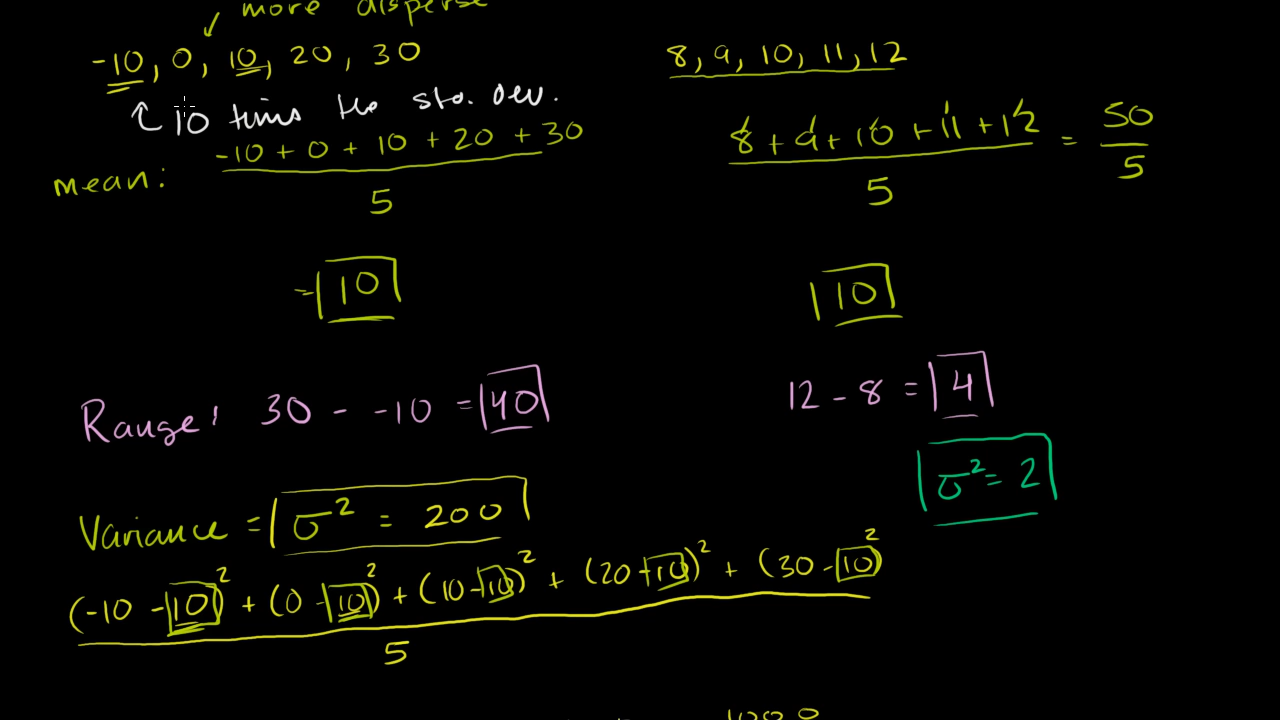 more disperse
-10, 0, 10, 20, 30
8, 9, 10, 11, 12
10 times the std. dev.
-10 + 0 + 10 + 20 + 30
8 + 9 + 10 + 11 + 12 = 50
mean:
5
5
5
= 10
10
Range: 30 - -10 = 40
12 - 8 = 4
σ² = 2
Variance = σ² = 200
(-10 - 10)² + (0 - 10)² + (10 - 10)² + (20 - 10)² + (30 - 10)²
5